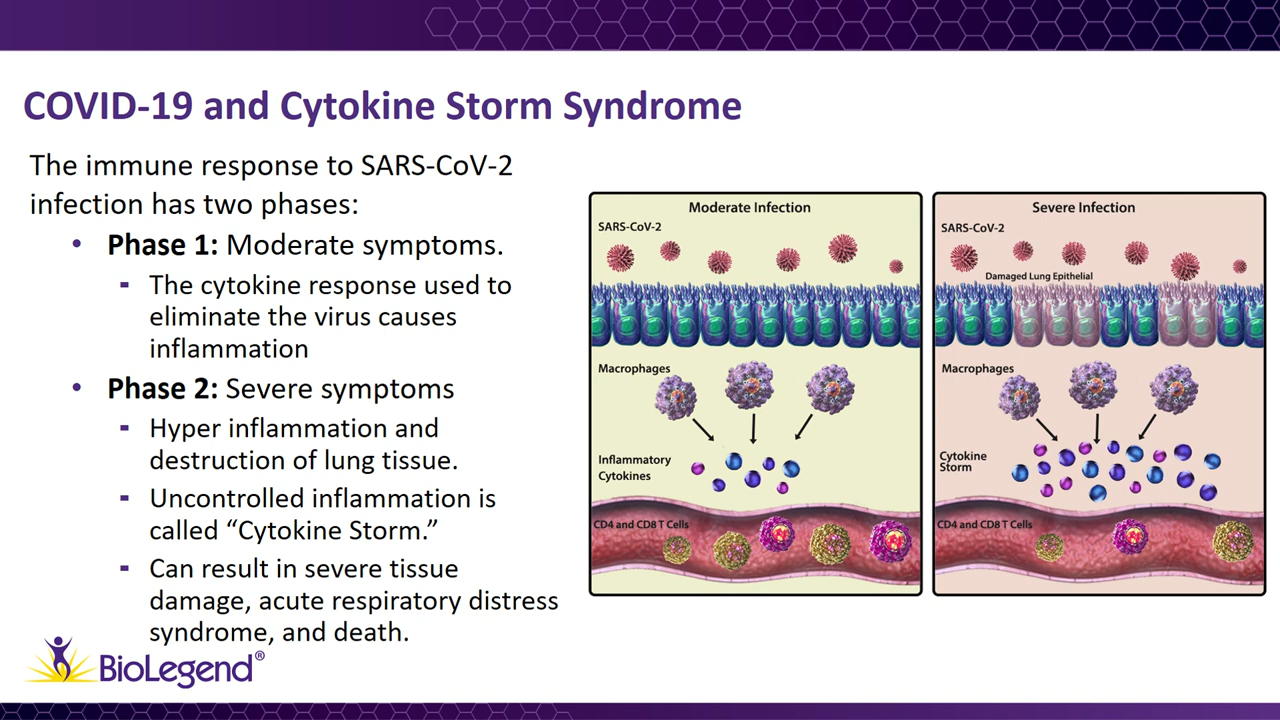 COVID-19 and Cytokine Storm Syndrome
The immune response to SARS-CoV-2
infection has two phases:
• Phase 1: Moderate symptoms.
- The cytokine response used to
eliminate the virus causes
inflammation
• Phase 2: Severe symptoms
- Hyper inflammation and
destruction of lung tissue.
- Uncontrolled inflammation is
called “Cytokine Storm.”
- Can result in severe tissue
damage, acute respiratory distress
syndrome, and death.
Moderate Infection
SARS-CoV-2
Macrophages
Inflammatory
Cytokines
CD4 and CD8 T Cells
Severe Infection
SARS-CoV-2
Damaged Lung Epithelial
Macrophages
Cytokine
Storm
CD4 and CD8 T Cells
BioLegend®